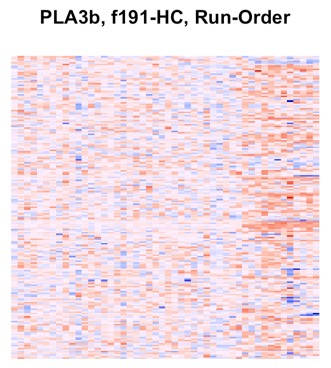 PLA3b, f191-HC, Run-Order